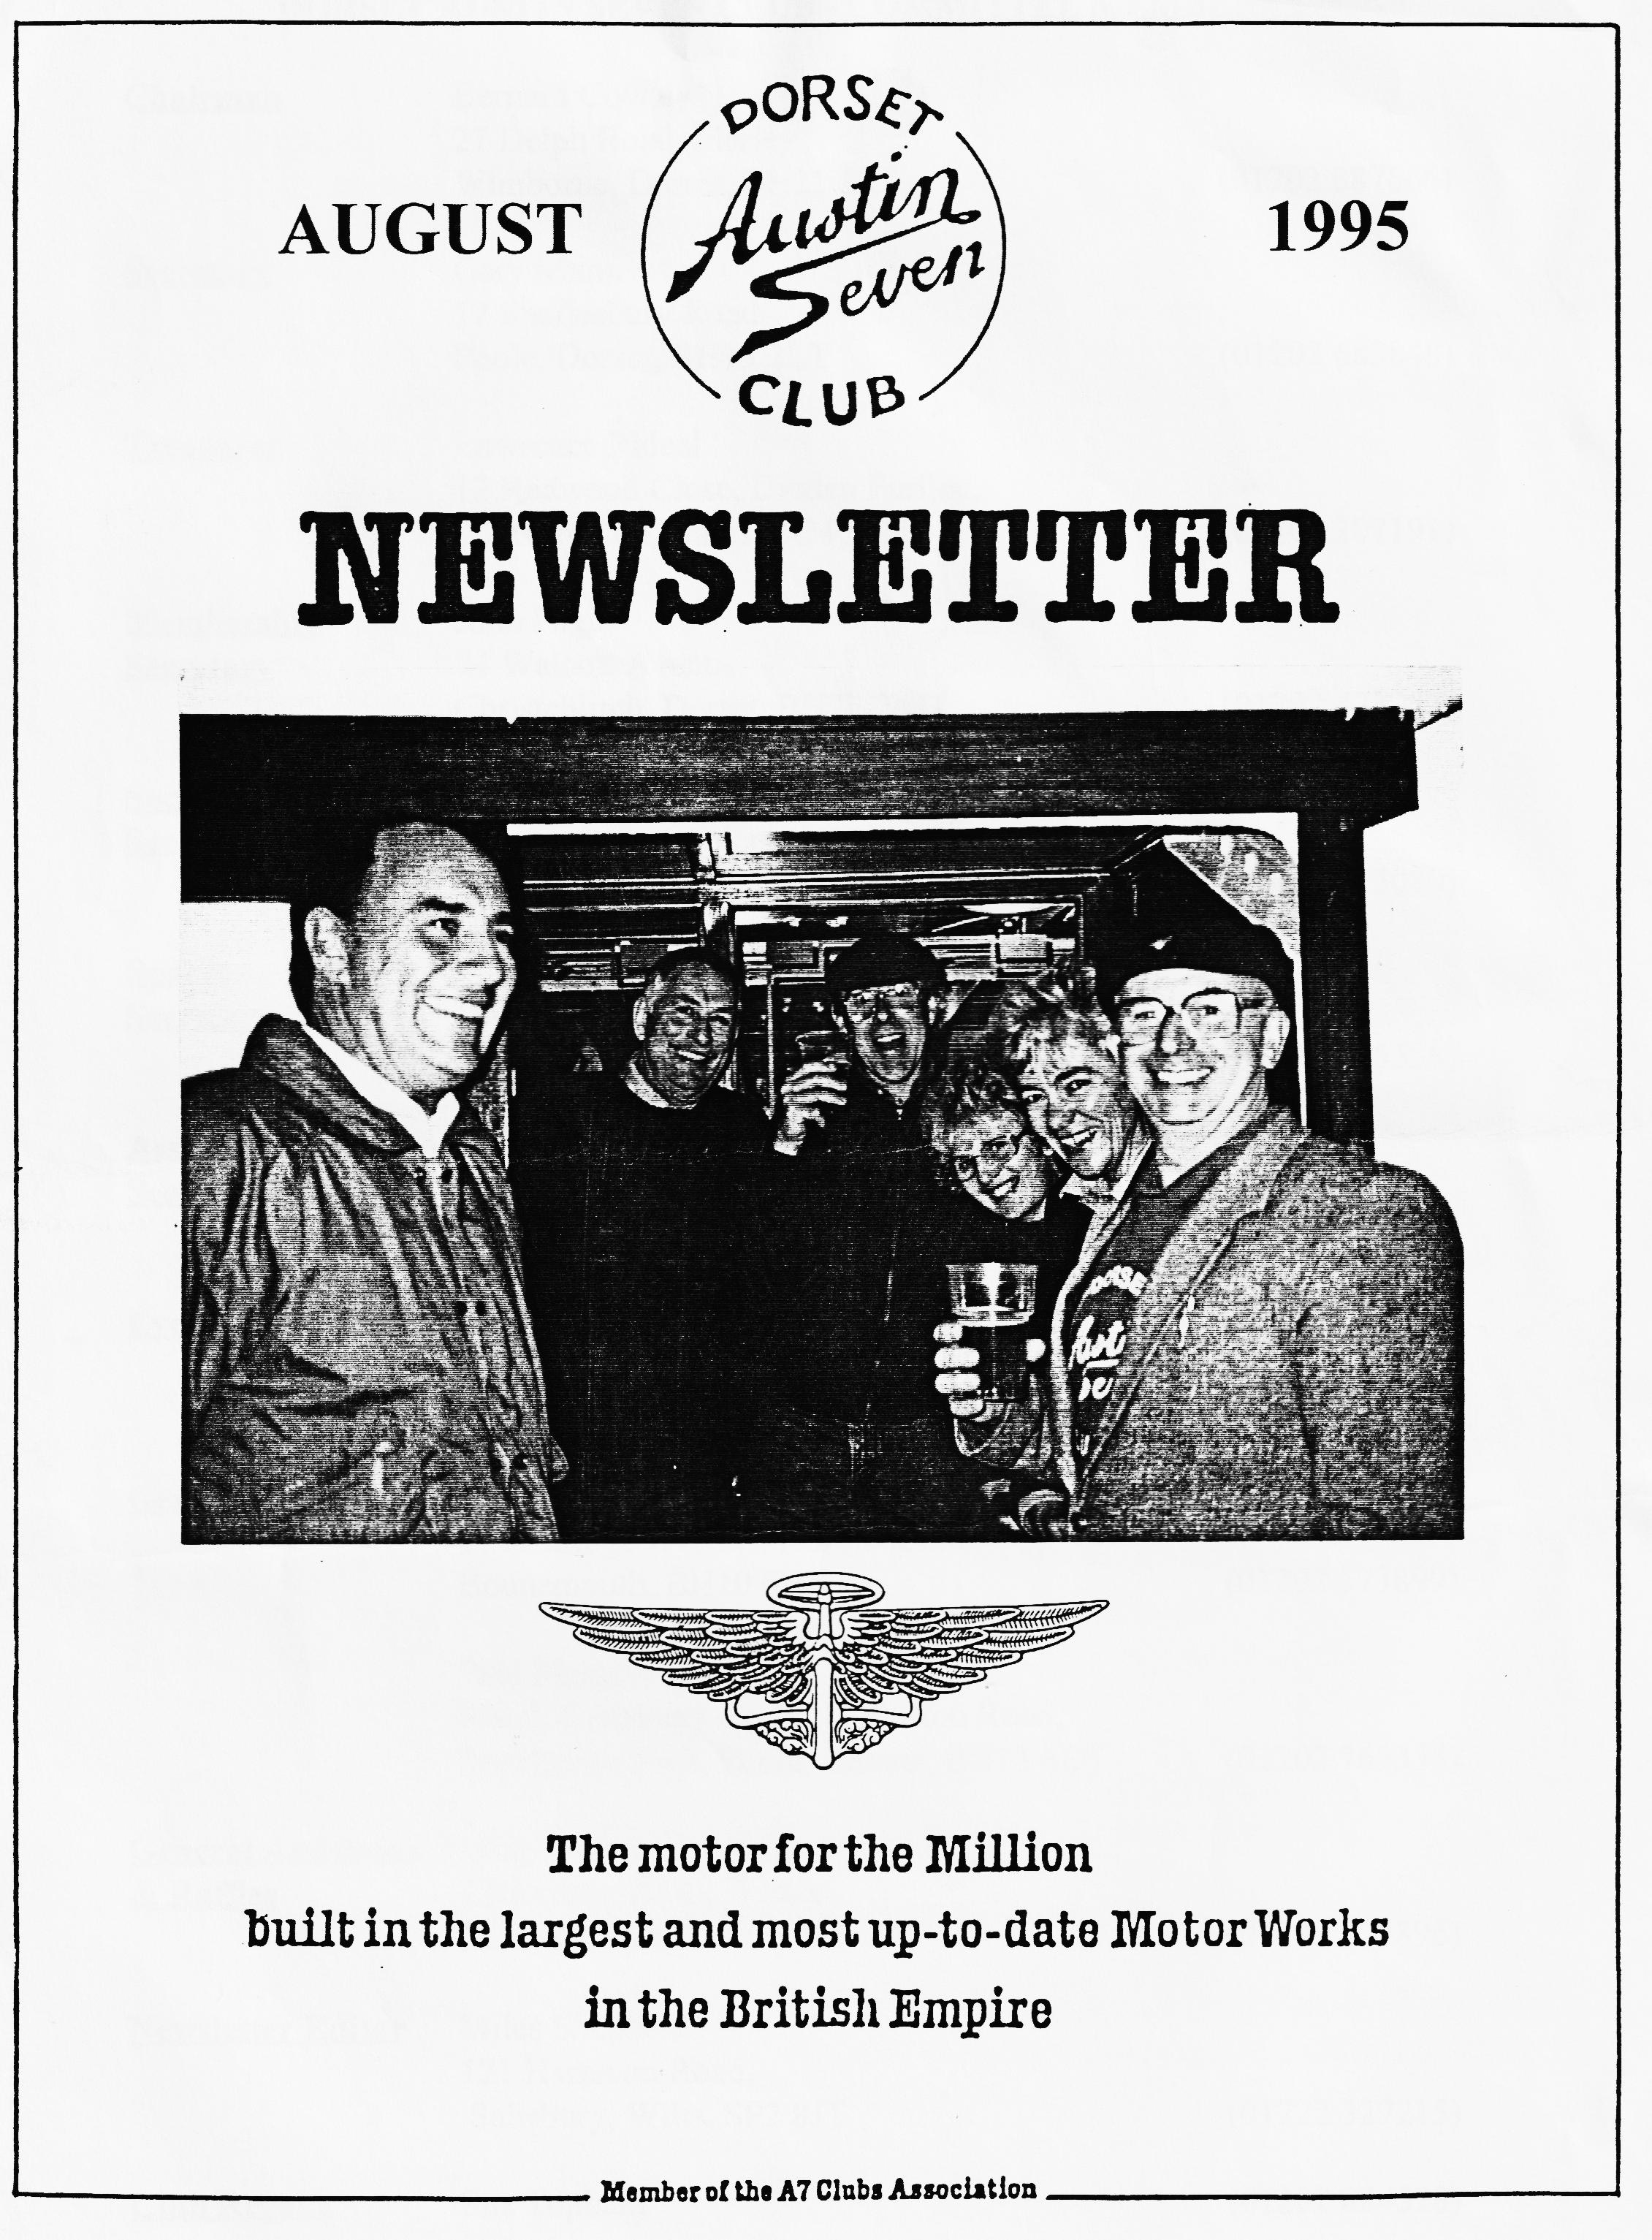 DORSET
AUGUST
Austin
Seven
1995
CLUB
NEWSLETTER
The motor for the Million
built in the largest and most up-to-date Motor Works
in the British Empire
Member of the A7 Clubs Association